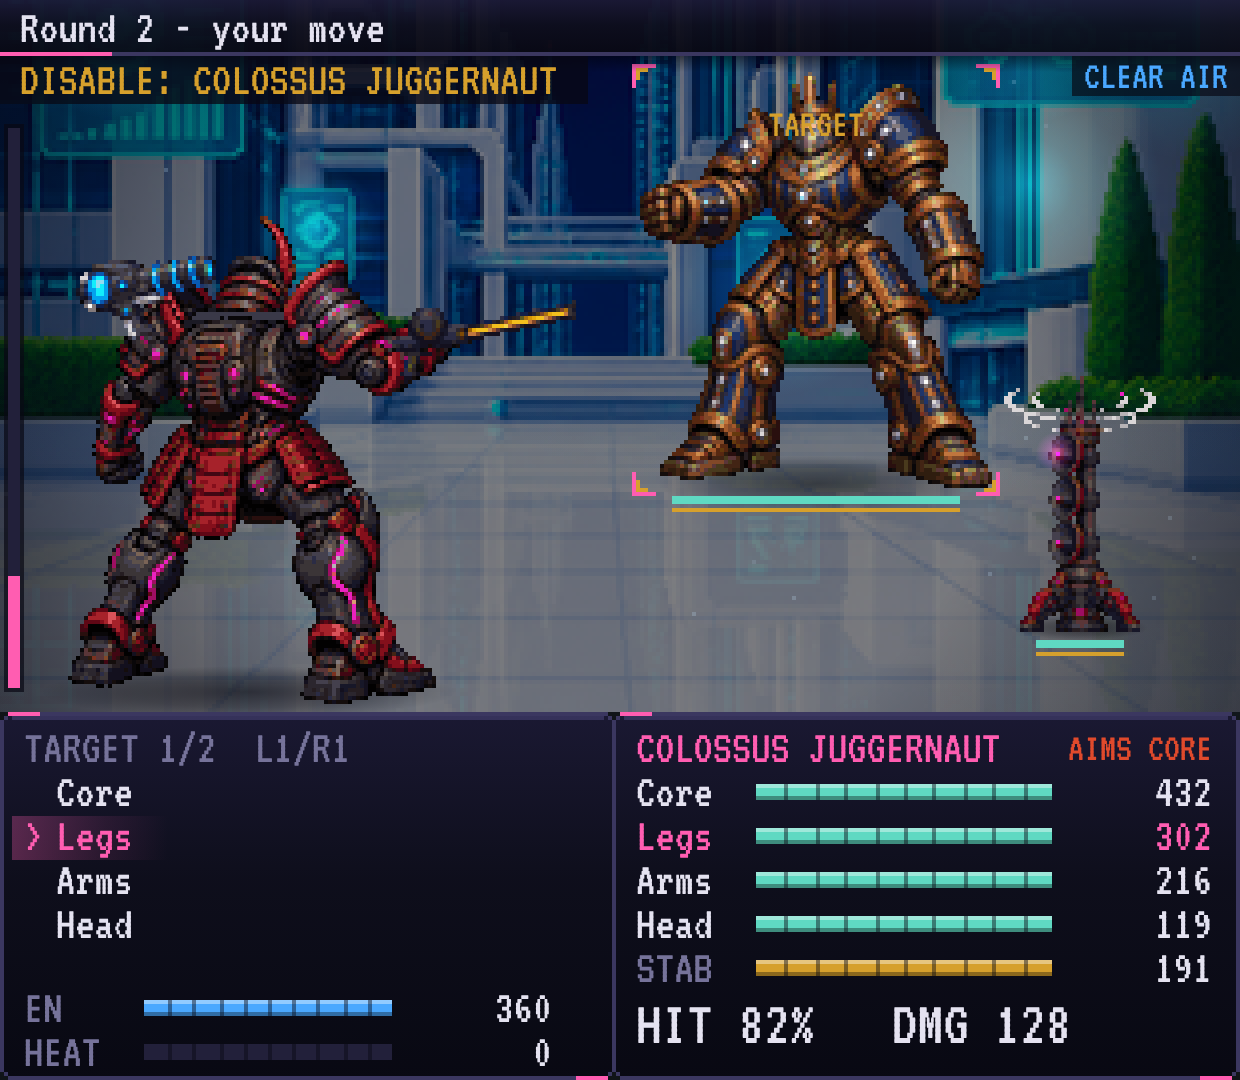 Round 2 - your move
DISABLE: COLOSSUS JUGGERNAUT
CLEAR AIR
TARGET
TARGET 1/2 L1/R1
Core
> Legs
Arms
Head
EN 360
HEAT 0
COLOSSUS JUGGERNAUT AIMS CORE
Core 432
Legs 302
Arms 216
Head 119
STAB 191
HIT 82% DMG 128